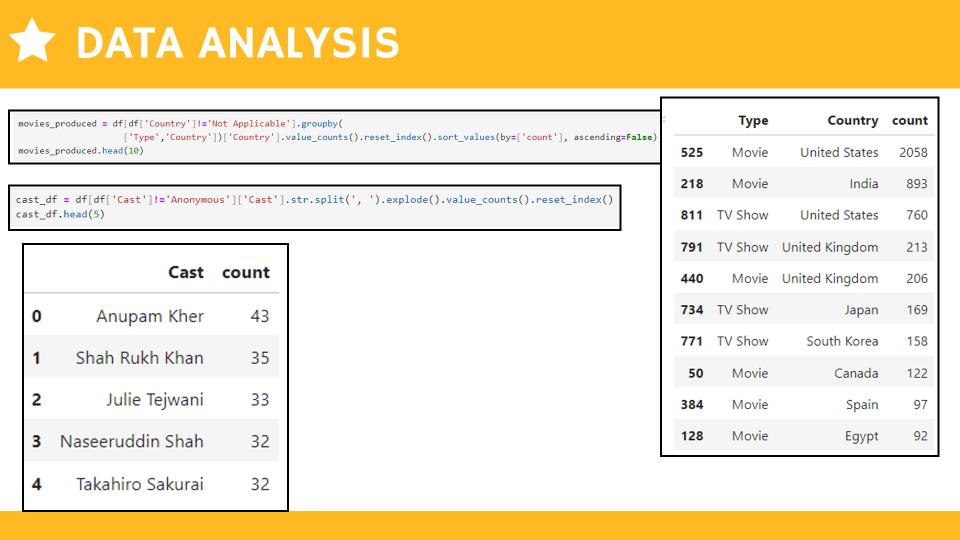 DATA ANALYSIS
movies_produced = df[df['Country']!='Not Applicable'].groupby(
['Type','Country'])['Country'].value_counts().reset_index().sort_values(by=['count'], ascending=False)
movies_produced.head(10)
cast_df = df[df['Cast']!='Anonymous']['Cast'].str.split(', ').explode().value_counts().reset_index()
cast_df.head(5)
Cast count
0 Anupam Kher 43
1 Shah Rukh Khan 35
2 Julie Tejwani 33
3 Naseeruddin Shah 32
4 Takahiro Sakurai 32
Type Country count
525 Movie United States 2058
218 Movie India 893
811 TV Show United States 760
791 TV Show United Kingdom 213
440 Movie United Kingdom 206
734 TV Show Japan 169
771 TV Show South Korea 158
50 Movie Canada 122
384 Movie Spain 97
128 Movie Egypt 92